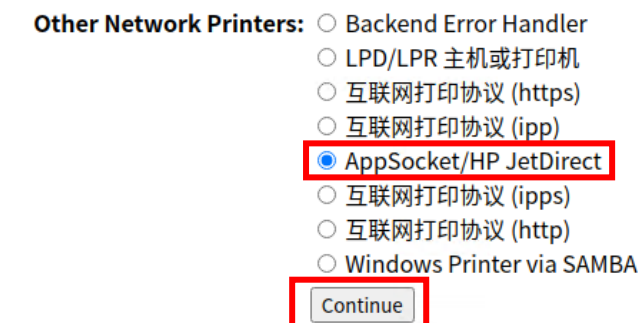 Other Network Printers: Backend Error Handler
LPD/LPR 主机或打印机
互联网打印协议 (https)
互联网打印协议 (ipp)
AppSocket/HP JetDirect
互联网打印协议 (ipps)
互联网打印协议 (http)
Windows Printer via SAMBA
Continue